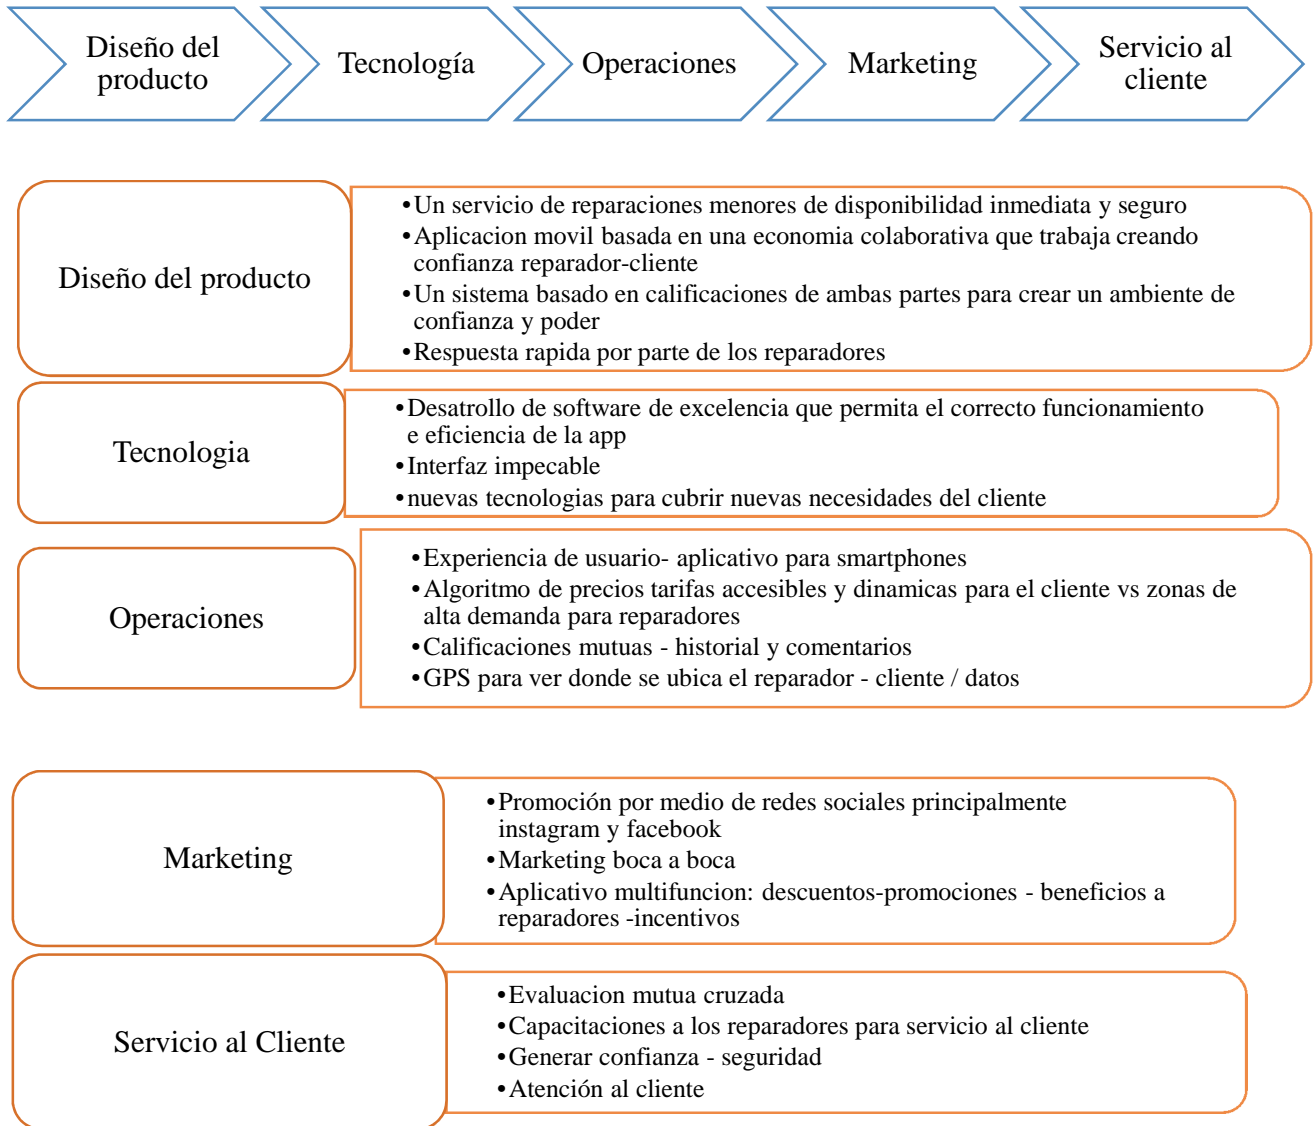 Diseño del
producto
Tecnología
Operaciones
Marketing
Servicio al
cliente
Diseño del producto
•Un servicio de reparaciones menores de disponibilidad inmediata y seguro
•Aplicacion movil basada en una economia colaborativa que trabaja creando
confianza reparador-cliente
•Un sistema basado en calificaciones de ambas partes para crear un ambiente de
confianza y poder
•Respuesta rapida por parte de los reparadores
Tecnologia
•Desatrollo de software de excelencia que permita el correcto funcionamiento
e eficiencia de la app
•Interfaz impecable
•nuevas tecnologias para cubrir nuevas necesidades del cliente
Operaciones
•Experiencia de usuario- aplicativo para smartphones
•Algoritmo de precios tarifas accesibles y dinamicas para el cliente vs zonas de
alta demanda para reparadores
•Calificaciones mutuas - historial y comentarios
•GPS para ver donde se ubica el reparador - cliente / datos
Marketing
•Promoción por medio de redes sociales principalmente
instagram y facebook
•Marketing boca a boca
•Aplicativo multifuncion: descuentos-promociones - beneficios a
reparadores -incentivos
Servicio al Cliente
•Evaluacion mutua cruzada
•Capacitaciones a los reparadores para servicio al cliente
•Generar confianza - seguridad
•Atención al cliente